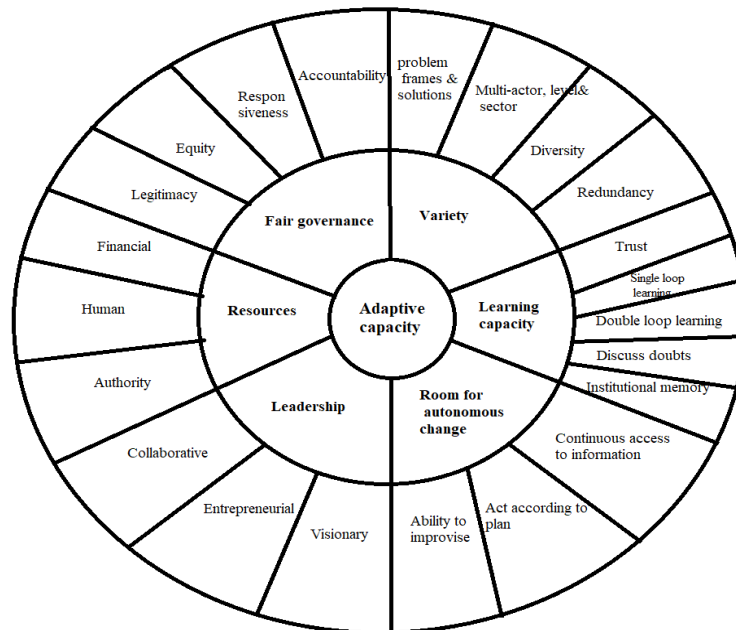 Adaptive
capacity
Variety
Learning
capacity
Room for
autonomous
change
Leadership
Resources
Fair governance
problem
frames &
solutions
Multi-actor, level&
sector
Diversity
Redundancy
Trust
Single loop
learning
Double loop learning
Discuss doubts
Institutional memory
Continuous access
to information
Act according to
plan
Ability to
improvise
Visionary
Entrepreneurial
Collaborative
Authority
Human
Financial
Legitimacy
Equity
Respon
siveness
Accountability